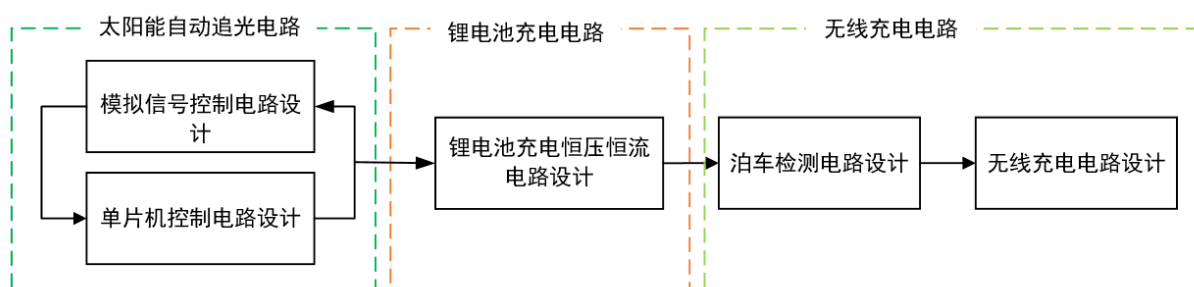 太阳能自动追光电路
锂电池充电电路
无线充电电路
模拟信号控制电路设
计
单片机控制电路设计
锂电池充电恒压恒流
电路设计
泊车检测电路设计
无线充电电路设计